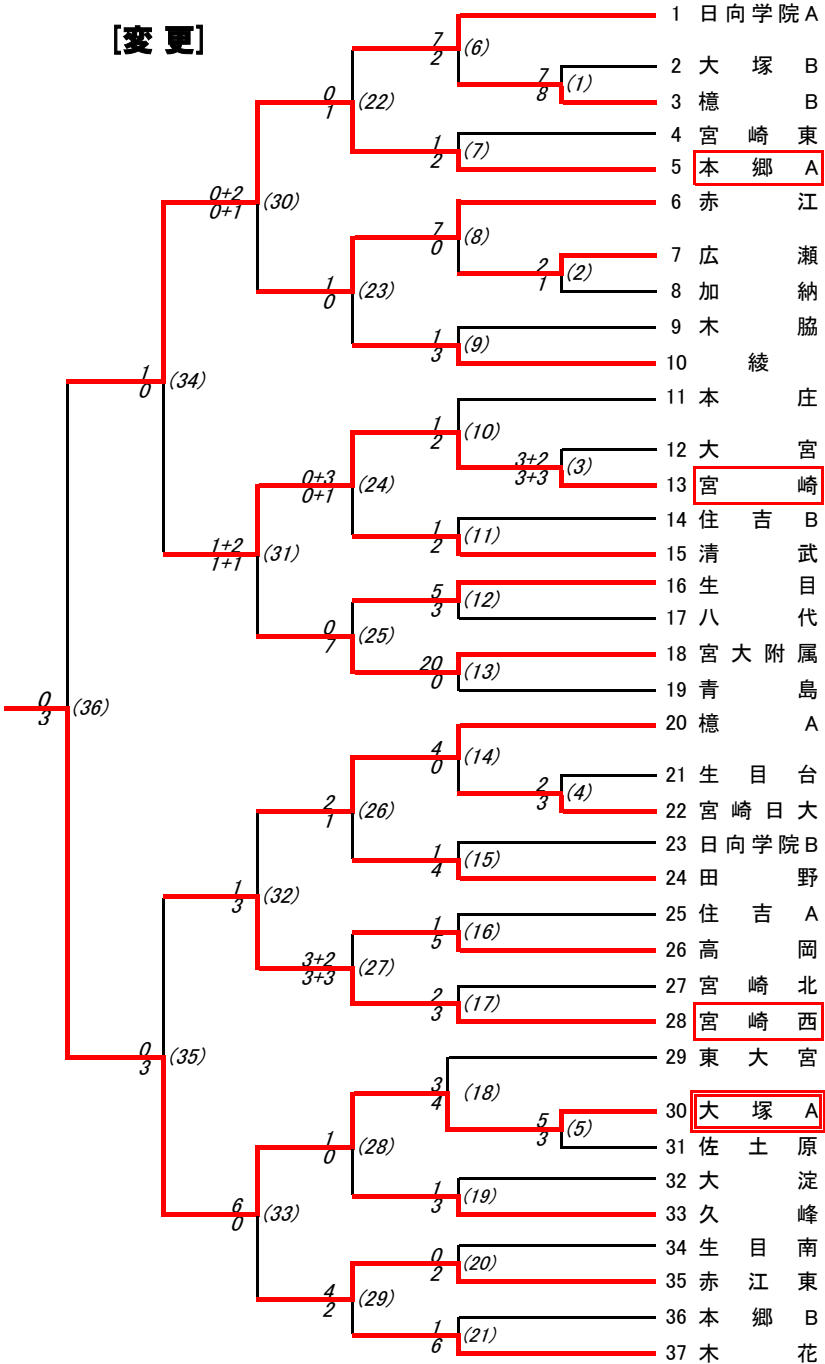 [変 更]
1 日向学院A
7
2 (6)
2 大塚B
7
8 (1)
3 檍B
0
1 (22)
4 宮崎東
1
2 (7)
5 本郷A
0+2
0+1 (30)
6 赤江
7
0 (8)
7 広瀬
2
1 (2)
8 加納
1
0 (23)
9 木脇
1
3 (9)
10 綾
1
0 (34)
11 本庄
1
2 (10)
12 大宮
3+2
3+3 (3)
13 宮崎
0+3
0+1 (24)
14 住吉B
1
2 (11)
15 清武
1+2
1+1 (31)
16 生目
5
3 (12)
17 八代
0
7 (25)
18 宮大附属
20
0 (13)
19 青島
0
3 (36)
20 檍A
4
0 (14)
21 生目台
2
3 (4)
22 宮崎日大
2
1 (26)
23 日向学院B
1
4 (15)
24 田野
1
3 (32)
25 住吉A
1
5 (16)
26 高岡
3+2
3+3 (27)
27 宮崎北
2
3 (17)
28 宮崎西
0
3 (35)
29 東大宮
3
4 (18)
30 大塚A
5
3 (5)
31 佐土原
1
0 (28)
32 大淀
1
3 (19)
33 久峰
6
0 (33)
34 生目南
0
2 (20)
35 赤江東
4
2 (29)
36 本郷B
1
6 (21)
37 木花